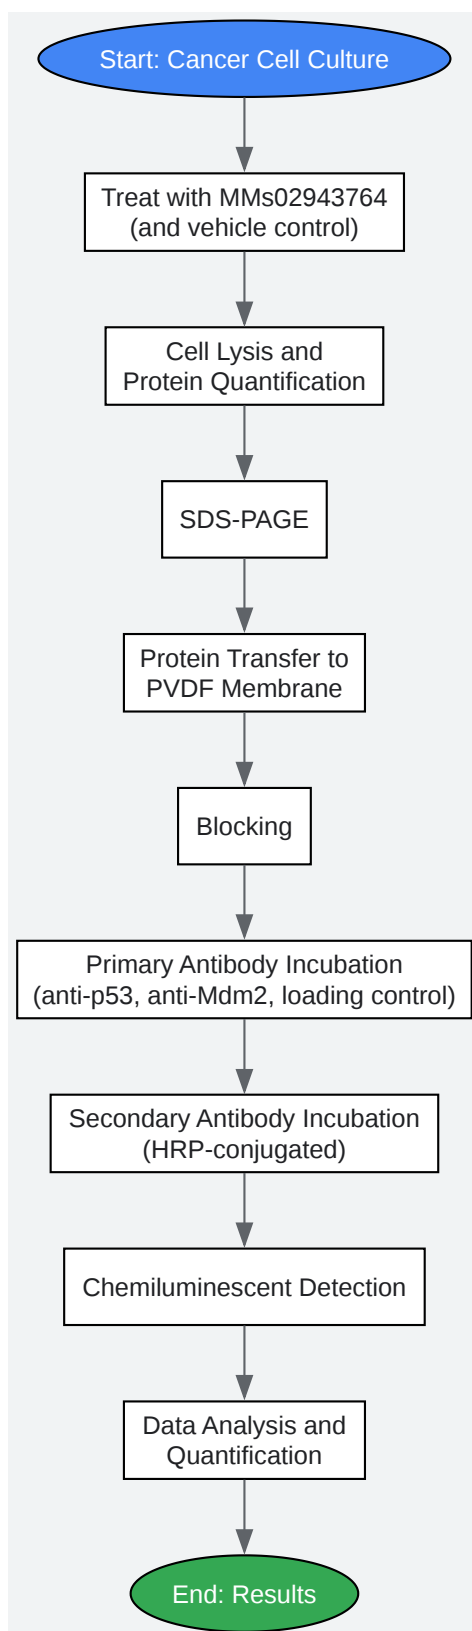 Start: Cancer Cell Culture
Treat with MMs02943764
(and vehicle control)
Cell Lysis and
Protein Quantification
SDS-PAGE
Protein Transfer to
PVDF Membrane
Blocking
Primary Antibody Incubation
(anti-p53, anti-Mdm2, loading control)
Secondary Antibody Incubation
(HRP-conjugated)
Chemiluminescent Detection
Data Analysis and
Quantification
End: Results